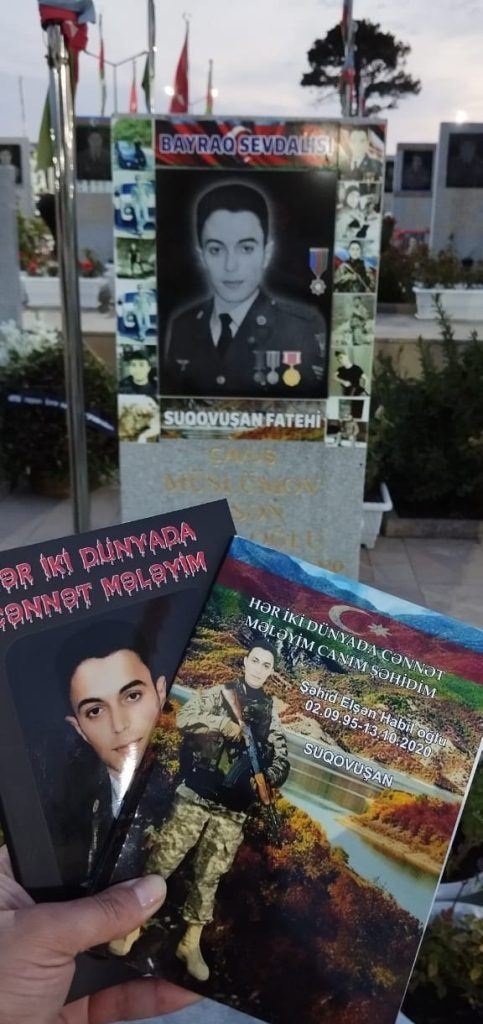 BAYRAQ SEVDALISI
SUQOVUŞAN FATEHİ
ÇAVUŞ
MÜSLÜMOV
OĞLU
HƏR İKİ DÜNYADA
CƏNNƏT MƏLƏYİM
HƏR İKİ DÜNYADA CƏNNƏT
MƏLƏYİM CANIM ŞƏHİDİM
Şəhid Elşən Habil oğlu
02.09.95-13.10.2020
SUQOVUŞAN